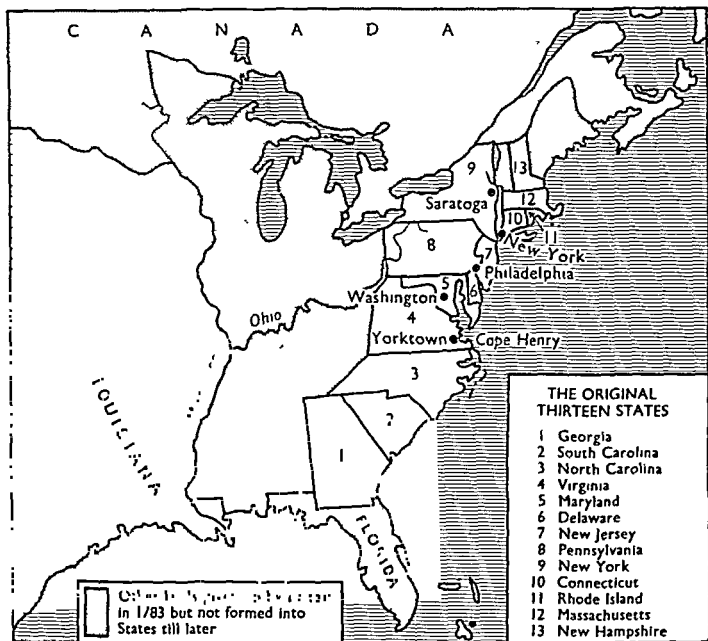 C A N A D A
9
13
Saratoga
12
10
11
New York
8
7
Philadelphia
5
6
Washington
Ohio
4
Yorktown
Cape Henry
3
LOUISIANA
2
1
FLORIDA
THE ORIGINAL
THIRTEEN STATES
1 Georgia
2 South Carolina
3 North Carolina
4 Virginia
5 Maryland
6 Delaware
7 New Jersey
8 Pennsylvania
9 New York
10 Connecticut
11 Rhode Island
12 Massachusetts
13 New Hampshire
in 1783 but not formed into
States till later